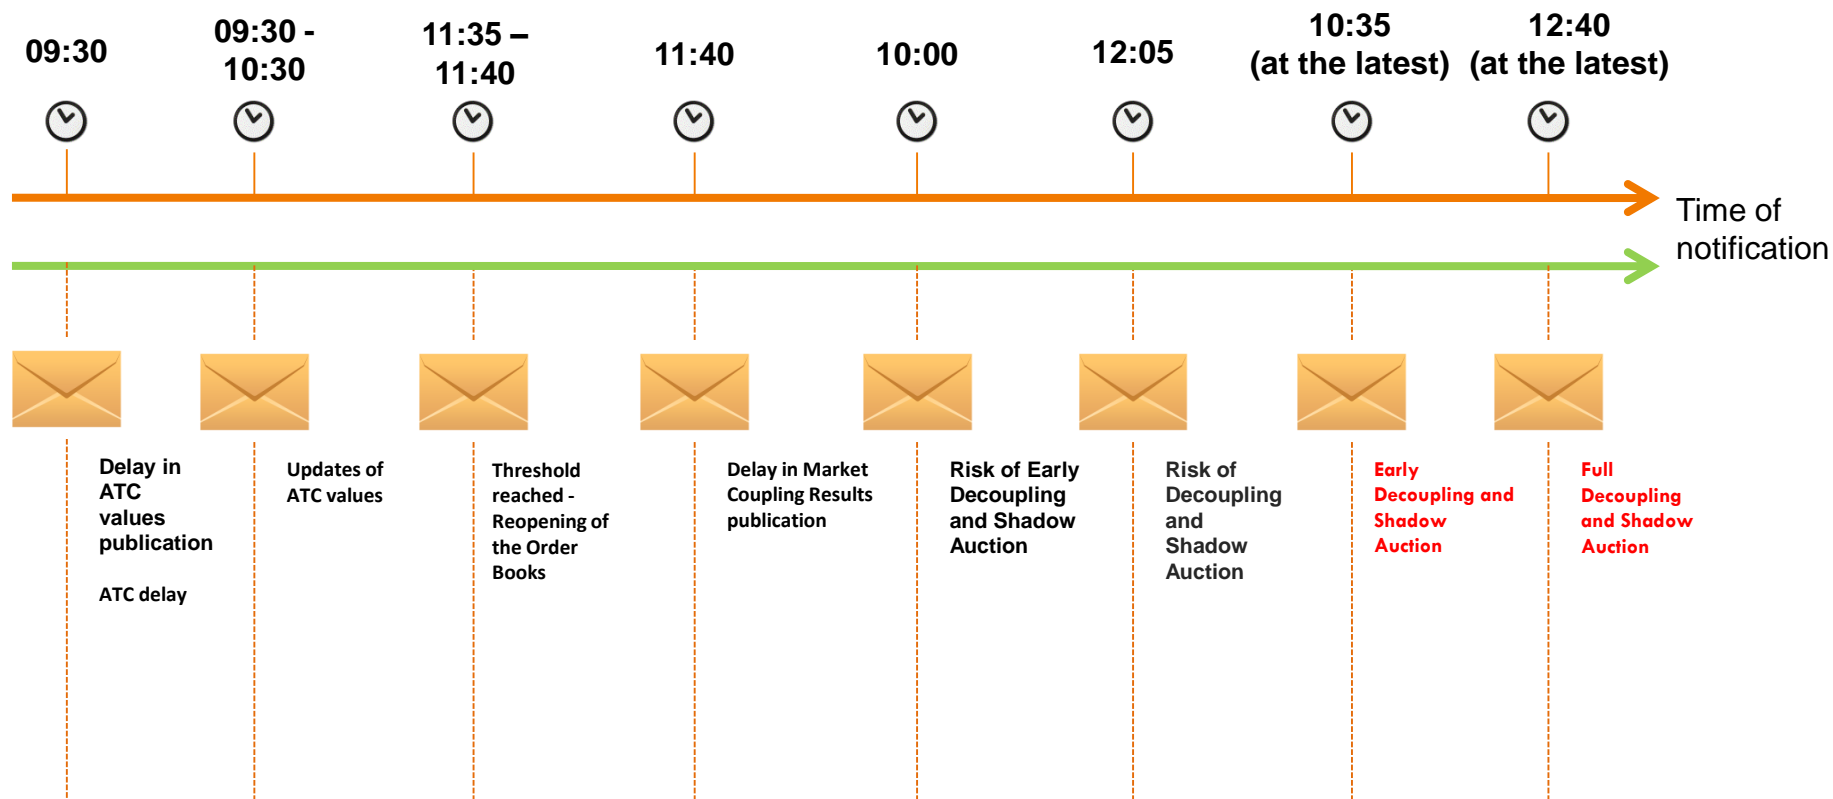 09:30
09:30 -
10:30
11:35 –
11:40
11:40
10:00
12:05
10:35
(at the latest)
12:40
(at the latest)
Time of
notification
Delay in
ATC
values
publication
ATC delay
Updates of
ATC values
Threshold
reached -
Reopening of
the Order
Books
Delay in Market
Coupling Results
publication
Risk of Early
Decoupling
and Shadow
Auction
Risk of
Decoupling
and
Shadow
Auction
Early
Decoupling and
Shadow
Auction
Full
Decoupling
and Shadow
Auction